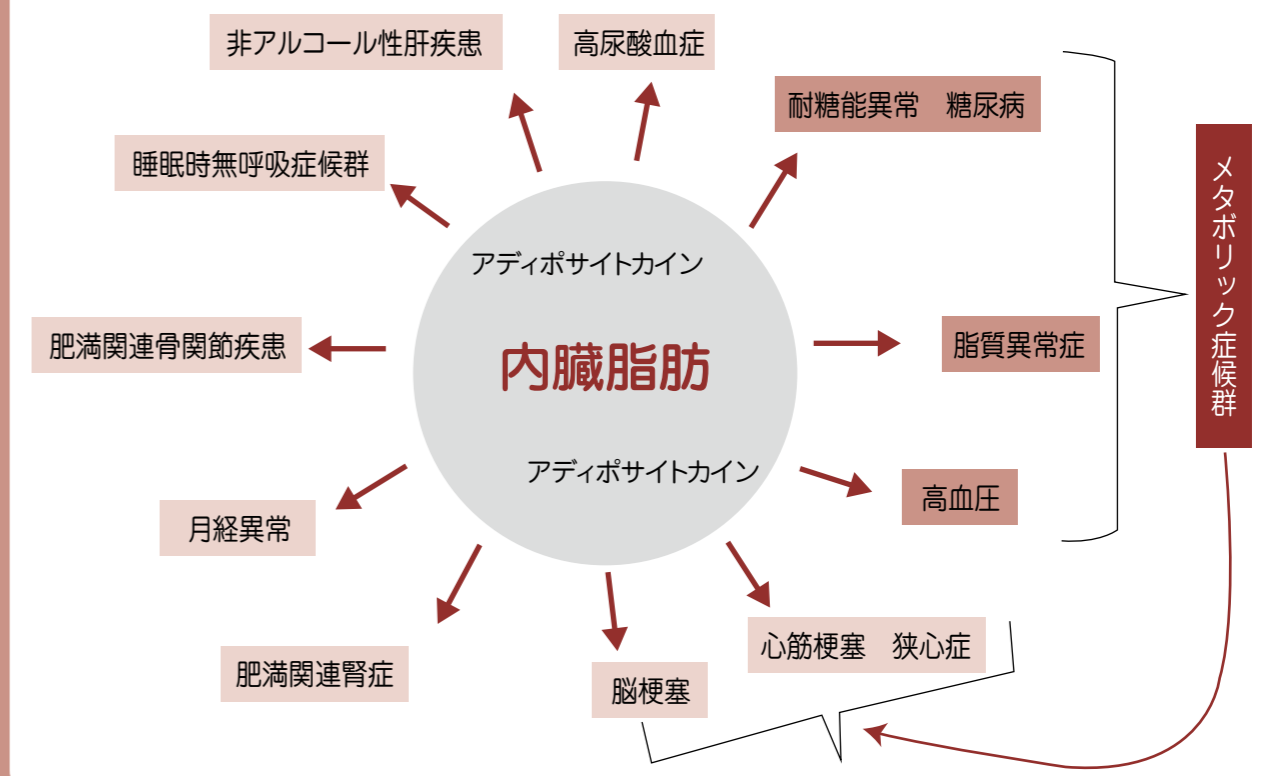 非アルコール性肝疾患
高尿酸血症
耐糖能異常　糖尿病
睡眠時無呼吸症候群
メタボリック症候群
アディポサイトカイン
内臓脂肪
肥満関連骨関節疾患
脂質異常症
アディポサイトカイン
高血圧
月経異常
心筋梗塞　狭心症
肥満関連腎症
脳梗塞